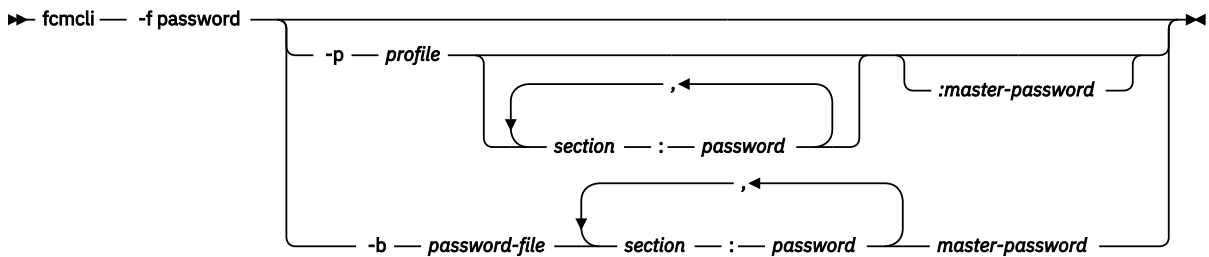 fcmcli -f password
-p profile
:master-password
,
section : password
,
-b password-file section : password master-password